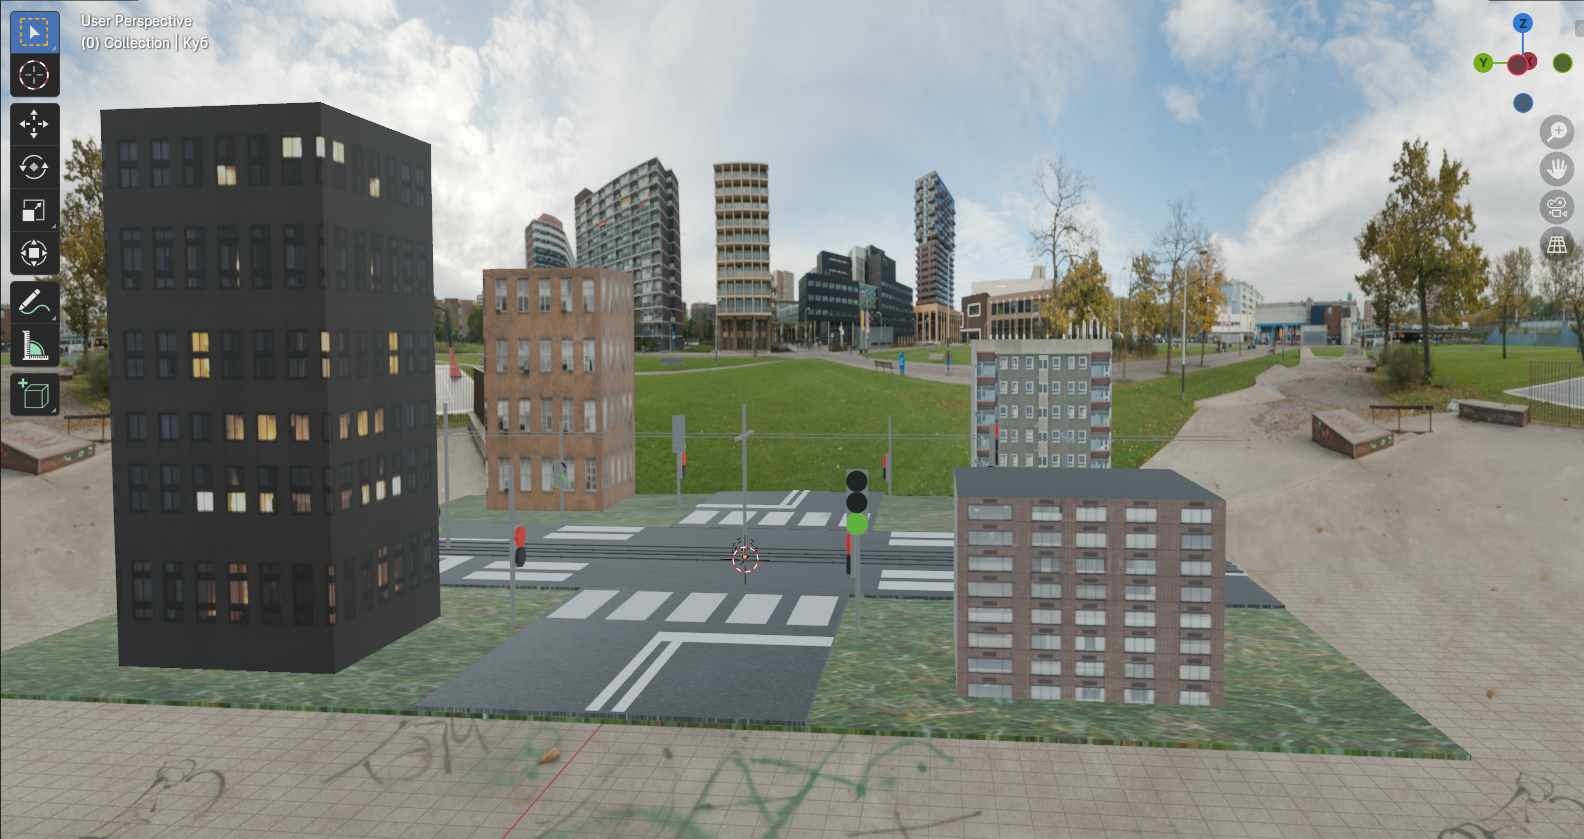 User Perspective
(0) Collection | Куб
Z
Y
X